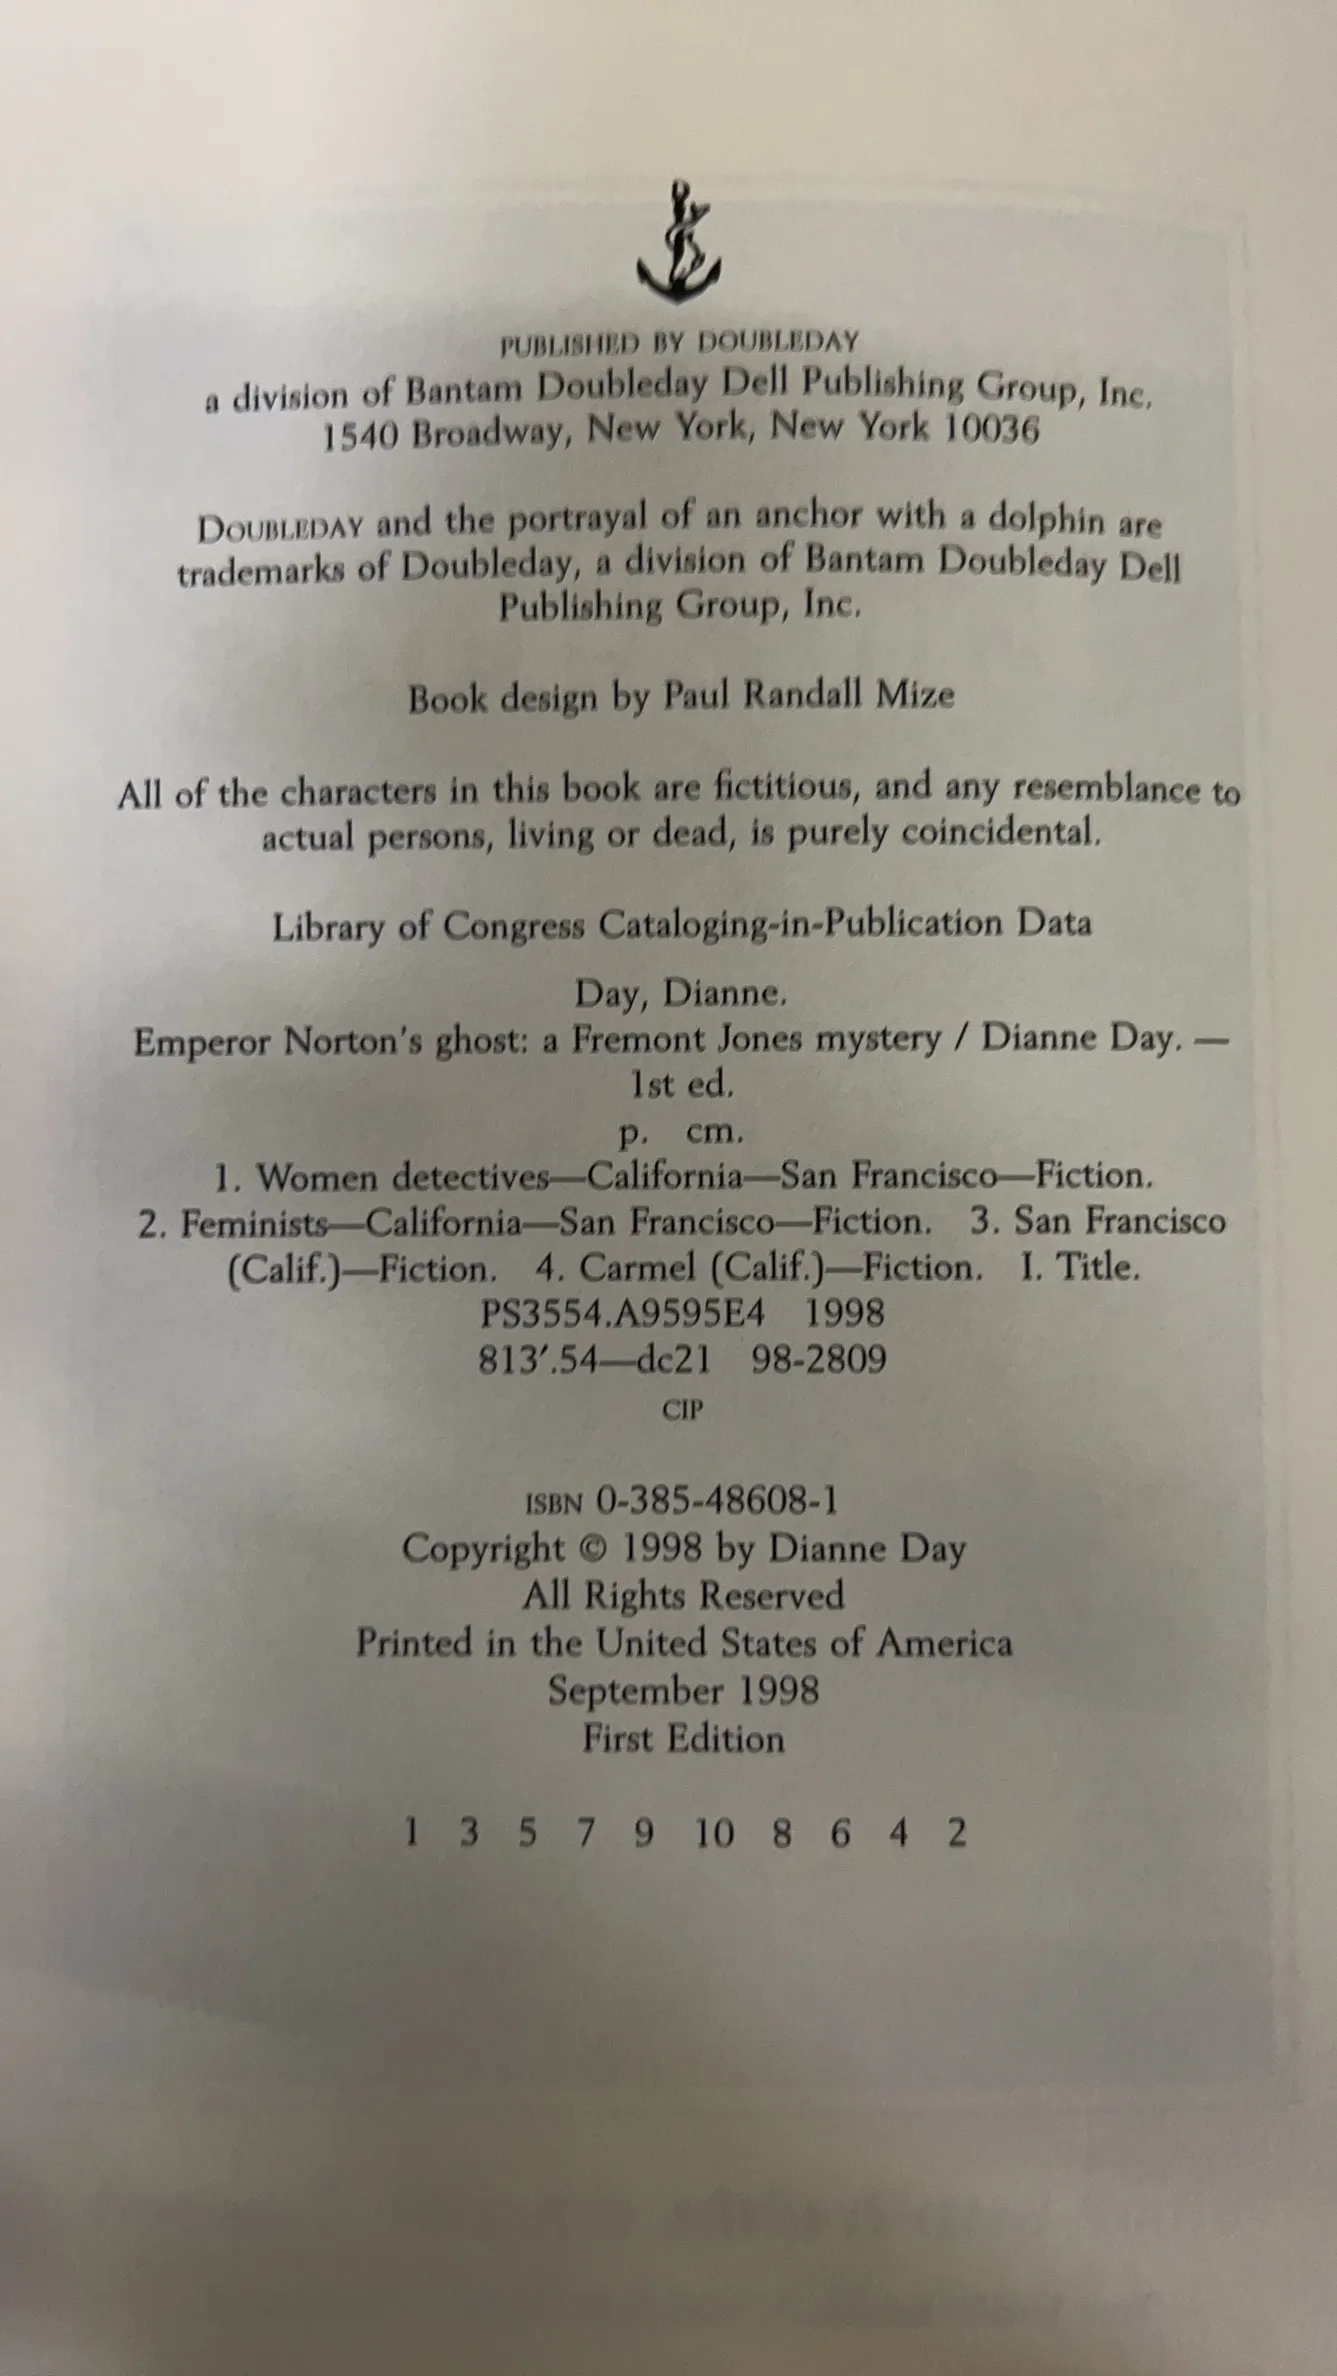 PUBLISHED BY DOUBLEDAY
a division of Bantam Doubleday Dell Publishing Group, Inc.
1540 Broadway, New York, New York 10036
DOUBLEDAY and the portrayal of an anchor with a dolphin are
trademarks of Doubleday, a division of Bantam Doubleday Dell
Publishing Group, Inc.
Book design by Paul Randall Mize
All of the characters in this book are fictitious, and any resemblance to
actual persons, living or dead, is purely coincidental.
Library of Congress Cataloging-in-Publication Data
Day, Dianne.
Emperor Norton's ghost: a Fremont Jones mystery / Dianne Day. —
1st ed.
p. cm.
1. Women detectives—California—San Francisco—Fiction.
2. Feminists—California—San Francisco—Fiction. 3. San Francisco
(Calif.)—Fiction. 4. Carmel (Calif.)—Fiction. I. Title.
PS3554.A9595E4 1998
813′.54—dc21 98-2809
CIP
ISBN 0-385-48608-1
Copyright © 1998 by Dianne Day
All Rights Reserved
Printed in the United States of America
September 1998
First Edition
1 3 5 7 9 10 8 6 4 2